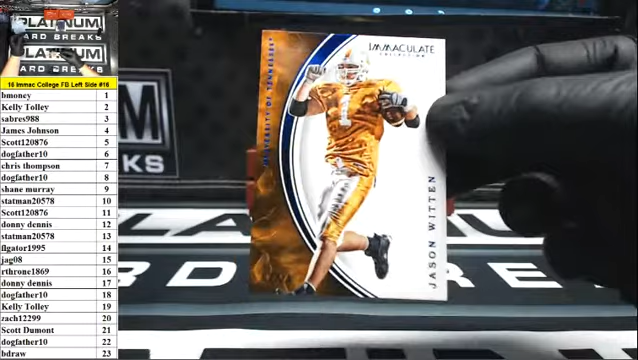 PLATINUM
CARD BREAKS
PLATINUM
CARD BREAKS
16 Immac College FB Left Side #16
bmoney 1
Kelly Tolley 2
sabres988 3
James Johnson 4
Scott120876 5
dogfather10 6
chris thompson 7
dogfather10 8
shane murray 9
statman20578 10
Scott120876 11
donny dennis 12
statman20578 13
flgator1995 14
jag08 15
rthrone1869 16
donny dennis 17
dogfather10 18
Kelly Tolley 19
zach12299 20
Scott Dumont 21
dogfather10 22
bdraw 23
IMMACULATE
COLLECTION
UNIVERSITY OF TENNESSEE
1
JASON WITTEN